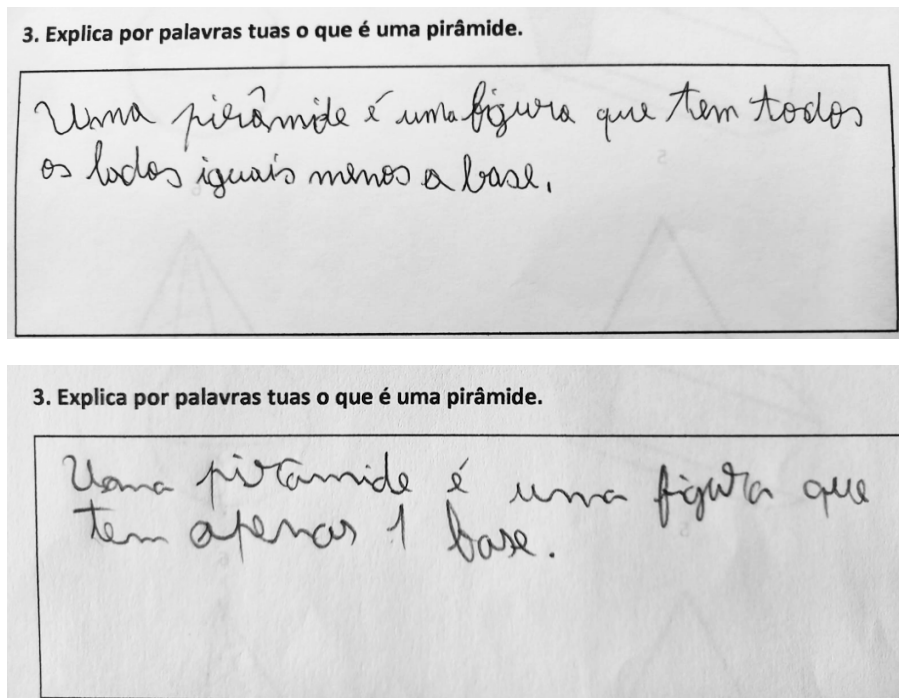 3. Explica por palavras tuas o que é uma pirâmide.
Uma pirâmide é uma figura que tem todos
os lados iguais menos a base.
3. Explica por palavras tuas o que é uma pirâmide.
Uma pirâmide é uma figura que
tem apenas 1 base.